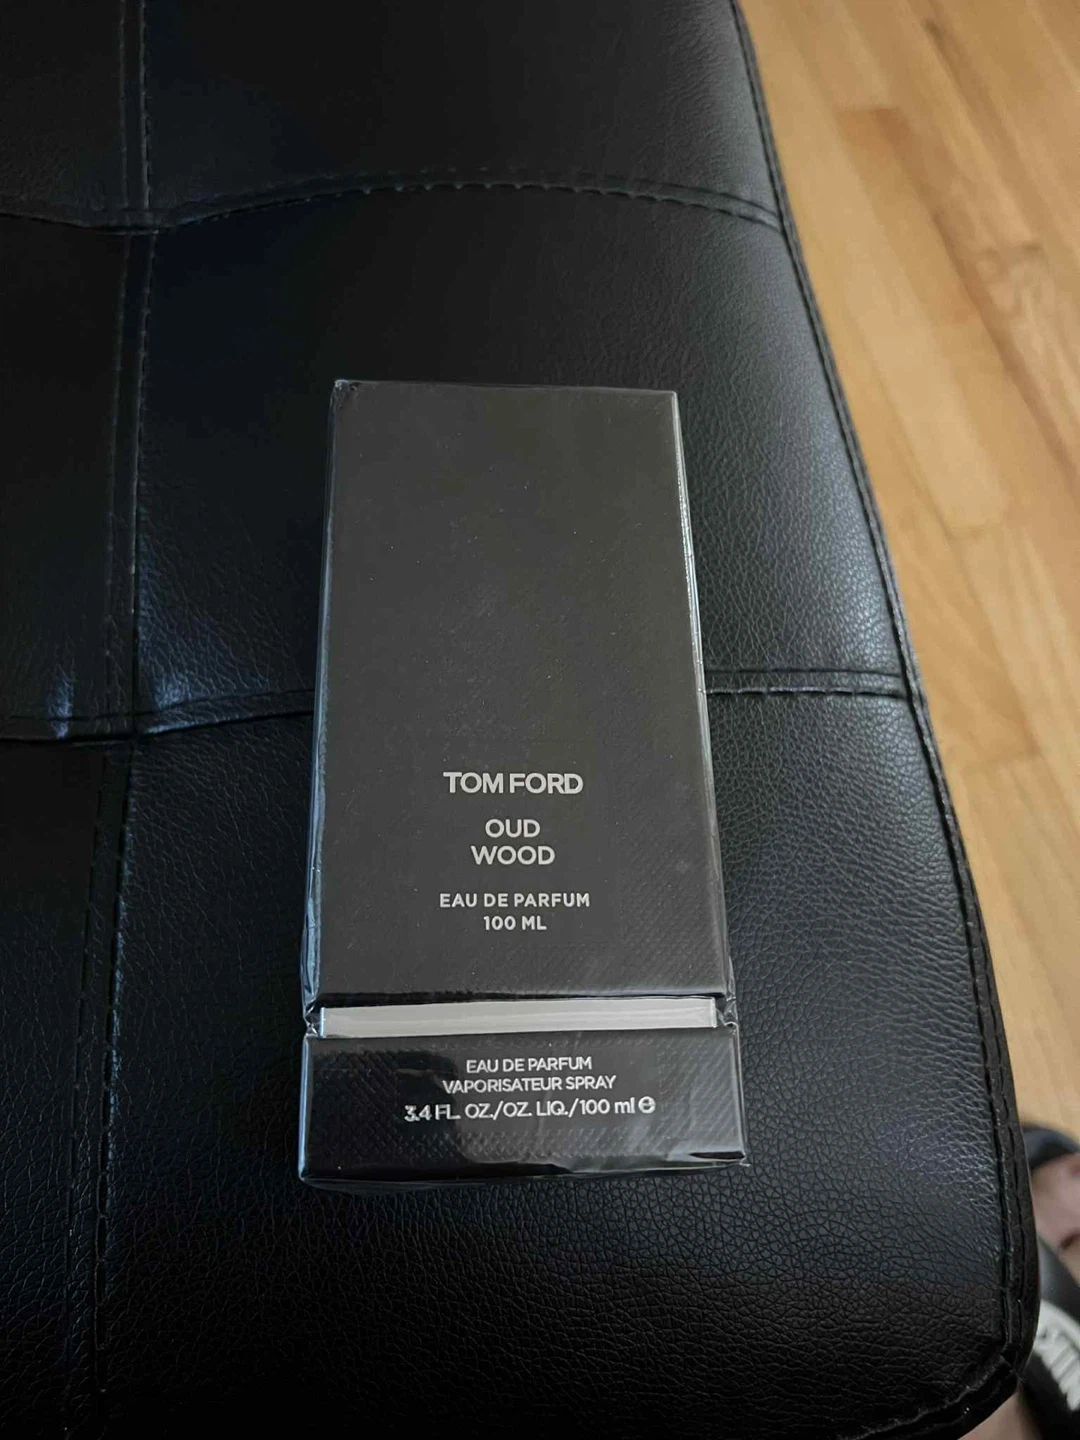 TOM FORD
OUD
WOOD
EAU DE PARFUM
100 ML
EAU DE PARFUM
VAPORISATEUR SPRAY
3.4 FL. OZ./OZ. LIQ./100 ml ℮